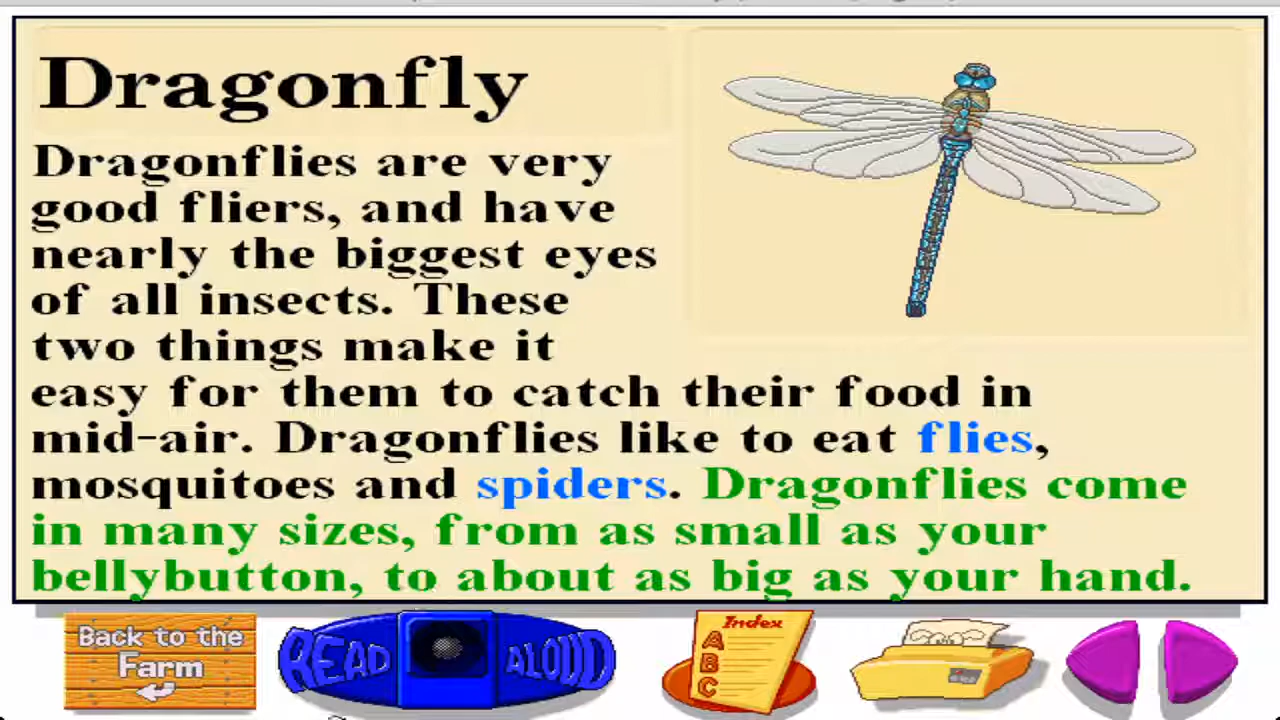 Dragonfly
Dragonflies are very
good fliers, and have
nearly the biggest eyes
of all insects. These
two things make it
easy for them to catch their food in
mid-air. Dragonflies like to eat flies,
mosquitoes and spiders. Dragonflies come
in many sizes, from as small as your
bellybutton, to about as big as your hand.
Back to the
Farm
READ ALOUD
Index
A
B
C